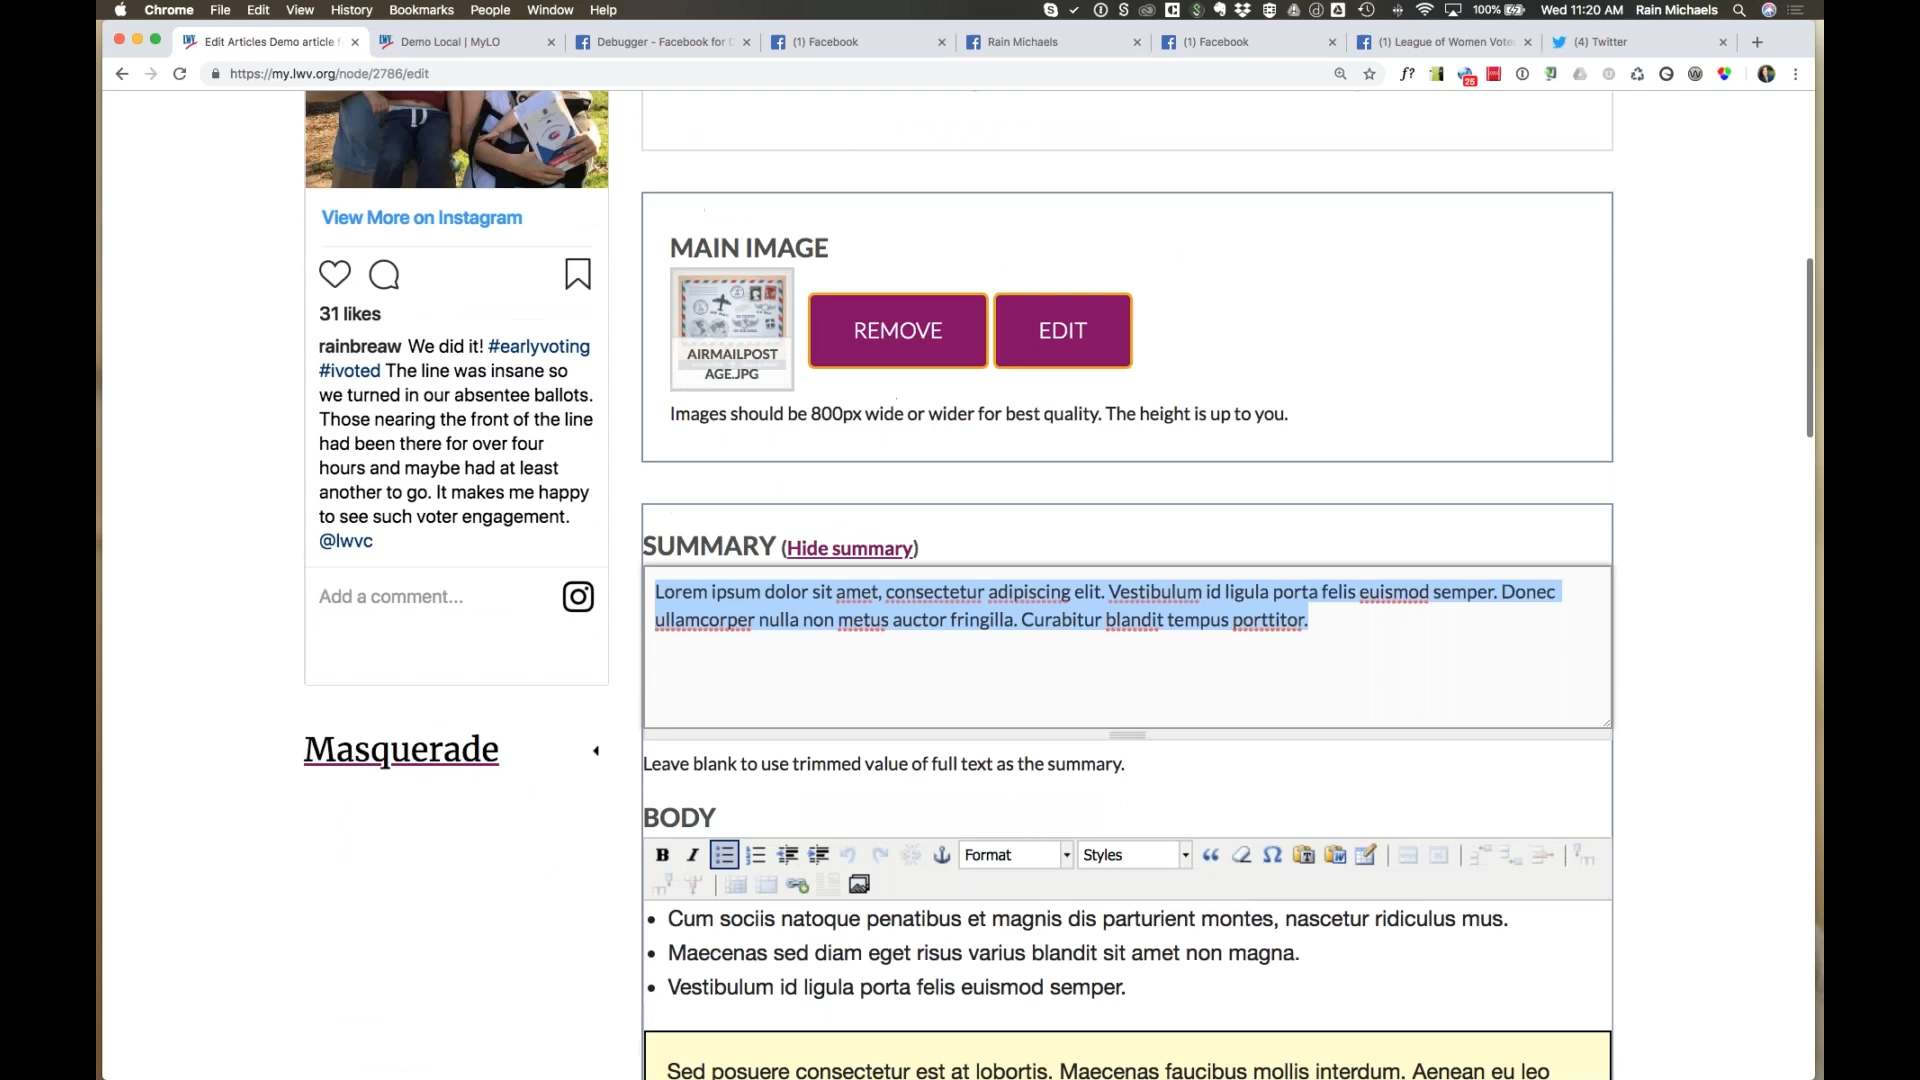 Chrome File Edit View History Bookmarks People Window Help 100% Wed 11:20 AM Rain Michaels
Edit Articles Demo article f Demo Local | MyLO Debugger - Facebook for D (1) Facebook Rain Michaels (1) Facebook (1) League of Women Vote (4) Twitter
https://my.lwv.org/node/2786/edit
25
View More on Instagram
31 likes
rainbreaw We did it! #earlyvoting
#ivoted The line was insane so
we turned in our absentee ballots.
Those nearing the front of the line
had been there for over four
hours and maybe had at least
another to go. It makes me happy
to see such voter engagement.
@lwvc
Add a comment...
Masquerade
MAIN IMAGE
AIRMAILPOST
AGE.JPG
REMOVE
EDIT
Images should be 800px wide or wider for best quality. The height is up to you.
SUMMARY (Hide summary)
Lorem ipsum dolor sit amet, consectetur adipiscing elit. Vestibulum id ligula porta felis euismod semper. Donec
ullamcorper nulla non metus auctor fringilla. Curabitur blandit tempus porttitor.
Leave blank to use trimmed value of full text as the summary.
BODY
B I Format Styles
Cum sociis natoque penatibus et magnis dis parturient montes, nascetur ridiculus mus.
Maecenas sed diam eget risus varius blandit sit amet non magna.
Vestibulum id ligula porta felis euismod semper.
Sed posuere consectetur est at lobortis. Maecenas faucibus mollis interdum. Aenean eu leo